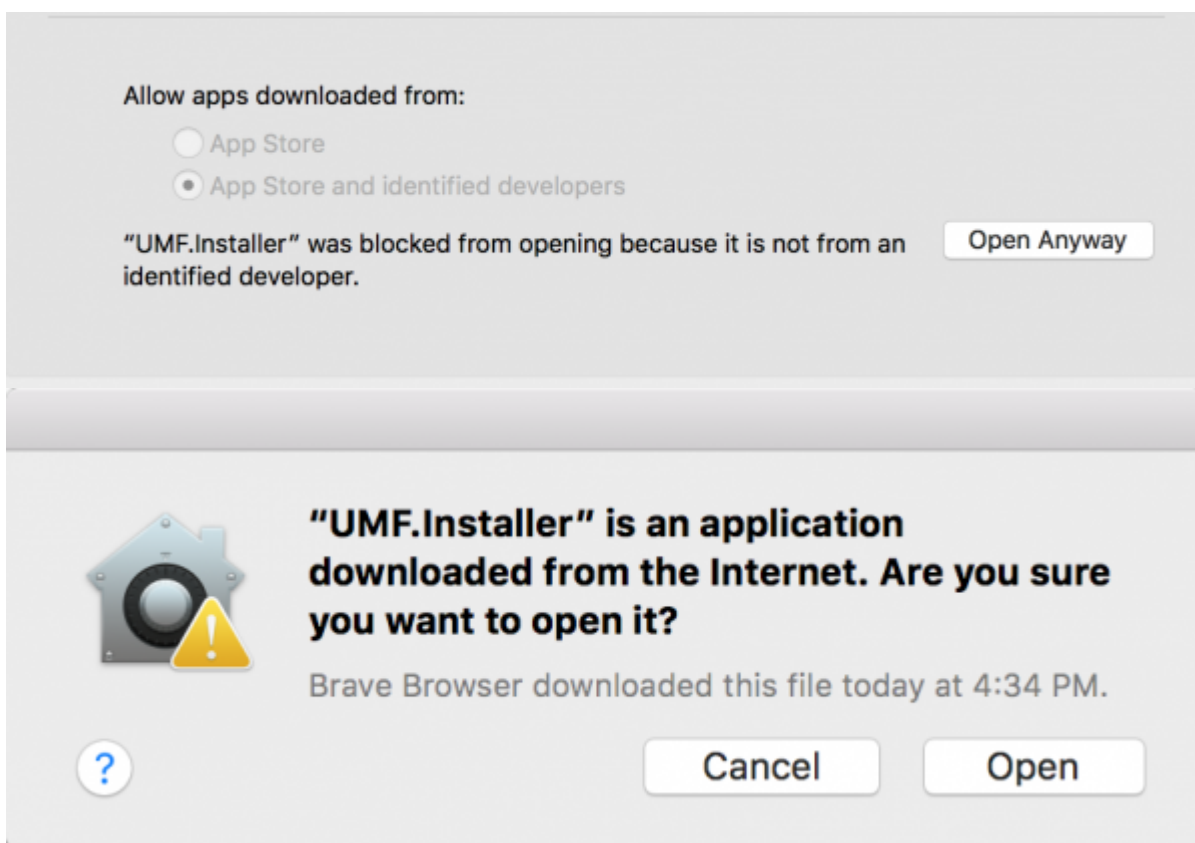 Allow apps downloaded from:
App Store
App Store and identified developers
“UMF.Installer” was blocked from opening because it is not from an
identified developer.
Open Anyway
“UMF.Installer” is an application
downloaded from the Internet. Are you sure
you want to open it?
Brave Browser downloaded this file today at 4:34 PM.
?
Cancel
Open